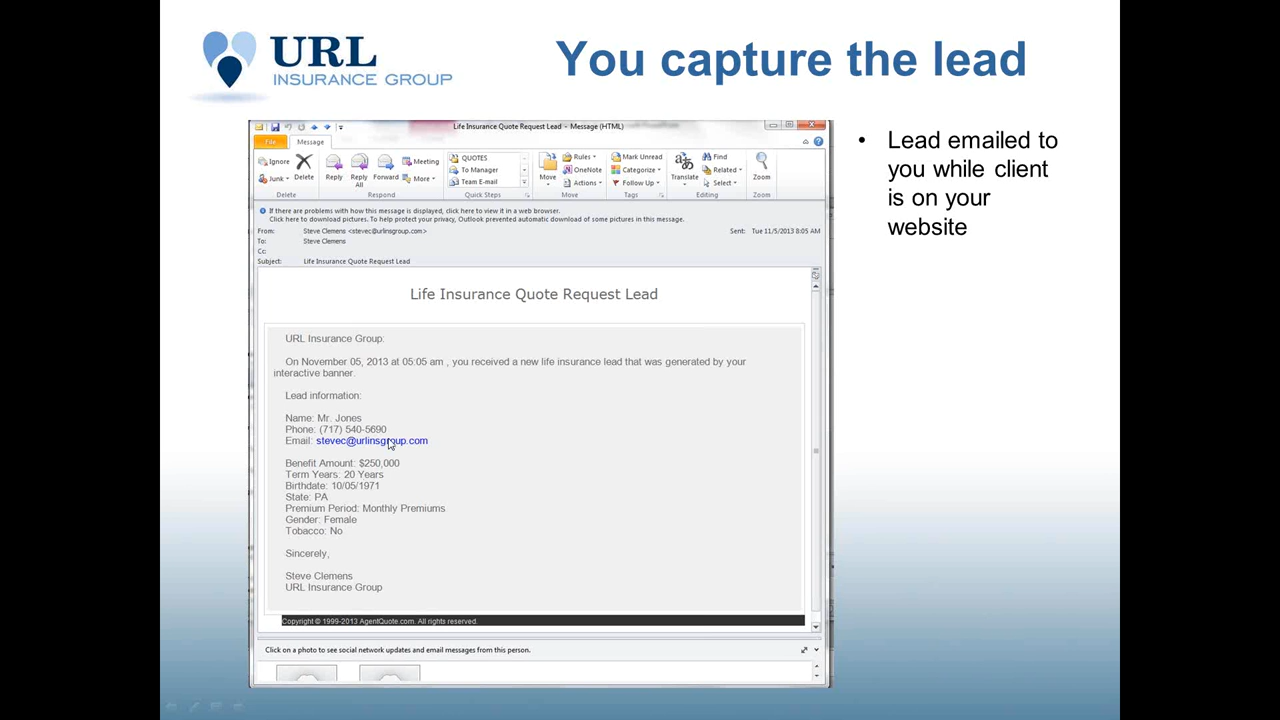 URL
INSURANCE GROUP
You capture the lead
Life Insurance Quote Request Lead - Message (HTML)
File
Message
Ignore
Junk
Delete
Reply
Reply
All
Forward
Meeting
More
QUOTES
To Manager
Team E-mail
Move
Rules
OneNote
Actions
Mark Unread
Categorize
Follow Up
Translate
Find
Related
Select
Zoom
Delete
Respond
Quick Steps
Move
Tags
Editing
Zoom
If there are problems with how this message is displayed, click here to view it in a web browser.
Click here to download pictures. To help protect your privacy, Outlook prevented automatic download of some pictures in this message.
From: Steve Clemens <stevec@urlinsgroup.com>
Sent: Tue 11/5/2013 8:05 AM
To: Steve Clemens
Cc:
Subject: Life Insurance Quote Request Lead
Life Insurance Quote Request Lead
URL Insurance Group:
On November 05, 2013 at 05:05 am , you received a new life insurance lead that was generated by your
interactive banner.
Lead information:
Name: Mr. Jones
Phone: (717) 540-5690
Email: stevec@urlinsgroup.com
Benefit Amount: $250,000
Term Years: 20 Years
Birthdate: 10/05/1971
State: PA
Premium Period: Monthly Premiums
Gender: Female
Tobacco: No
Sincerely,
Steve Clemens
URL Insurance Group
Copyright © 1999-2013 AgentQuote.com. All rights reserved.
Click on a photo to see social network updates and email messages from this person.
• Lead emailed to
you while client
is on your
website